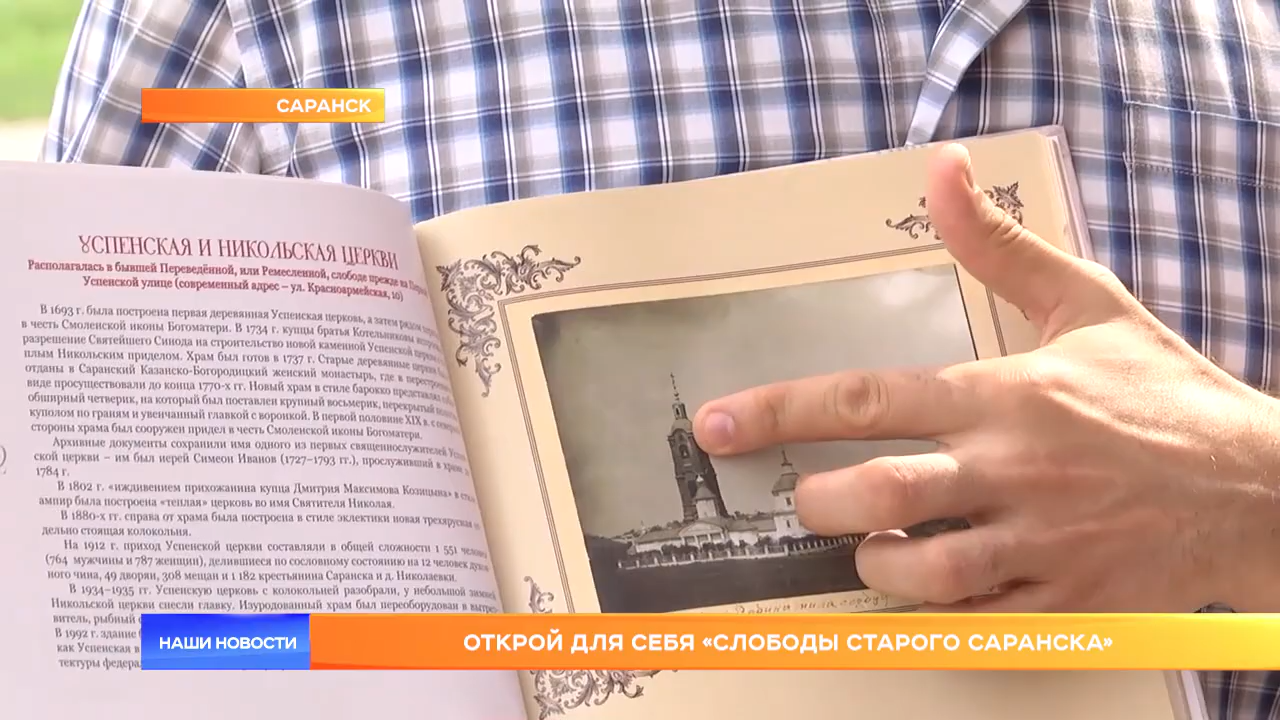 САРАНСК
УСПЕНСКАЯ И НИКОЛЬСКАЯ ЦЕРКВИ
Располагалась в бывшей Переведённой, или Ремесленной, слободе прежде на
Успенской улице (современный адрес – ул. Красноармейская, 10)
В 1693 г. была построена первая деревянная Успенская церковь, а затем рядом
в честь Смоленской иконы Богоматери. В 1734 г. купцы братья Котельниковы
разрешение Святейшего Синода на строительство новой каменной Успенской
плым Никольским приделом. Храм был готов в 1737 г. Старые деревянные церкви
отданы в Саранский Казанско-Богородицкий женский монастырь, где в
виде просуществовали до конца 1770-х гг. Новый храм в стиле барокко
обширный четверик, на который был поставлен крупный восьмерик, перекрытый
куполом по граням и увенчанный главкой с воронкой. В первой половине XIX в. с
стороны храма был сооружен придел в честь Смоленской иконы Богоматери.
Архивные документы сохранили имя одного из первых священнослужителей
ской церкви – им был иерей Симеон Иванов (1727–1793 гг.), прослуживший в храме
1784 г.
В 1802 г. «иждивением прихожанина купца Дмитрия Максимова Козицына» в
ампир была построена «теплая» церковь во имя Святителя Николая.
В 1880-х гг. справа от храма была построена в стиле эклектики новая трехярусная
дельно стоящая колокольня.
На 1912 г. приход Успенской церкви составляли в общей сложности 1 551
(764 мужчины и 787 женщин), делившиеся по сословному состоянию на 12 человек
ного чина, 49 дворян, 308 мещан и 1 182 крестьянина Саранска и д. Николаевки.
В 1934–1935 гг. Успенскую церковь с колокольней разобрали, у небольшой зимней
Никольской церкви снесли главку. Изуродованный храм был переоборудован в
витель, рыбный
В 1992 г. здание
как Успенская
тектуры
НАШИ НОВОСТИ
ОТКРОЙ ДЛЯ СЕБЯ «СЛОБОДЫ СТАРОГО САРАНСКА»